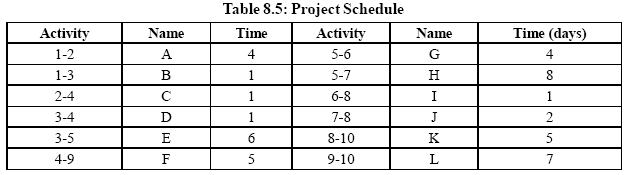 Table 8.5: Project Schedule
Activity Name Time Activity Name Time (days)
1-2 A 4 5-6 G 4
1-3 B 1 5-7 H 8
2-4 C 1 6-8 I 1
3-4 D 1 7-8 J 2
3-5 E 6 8-10 K 5
4-9 F 5 9-10 L 7